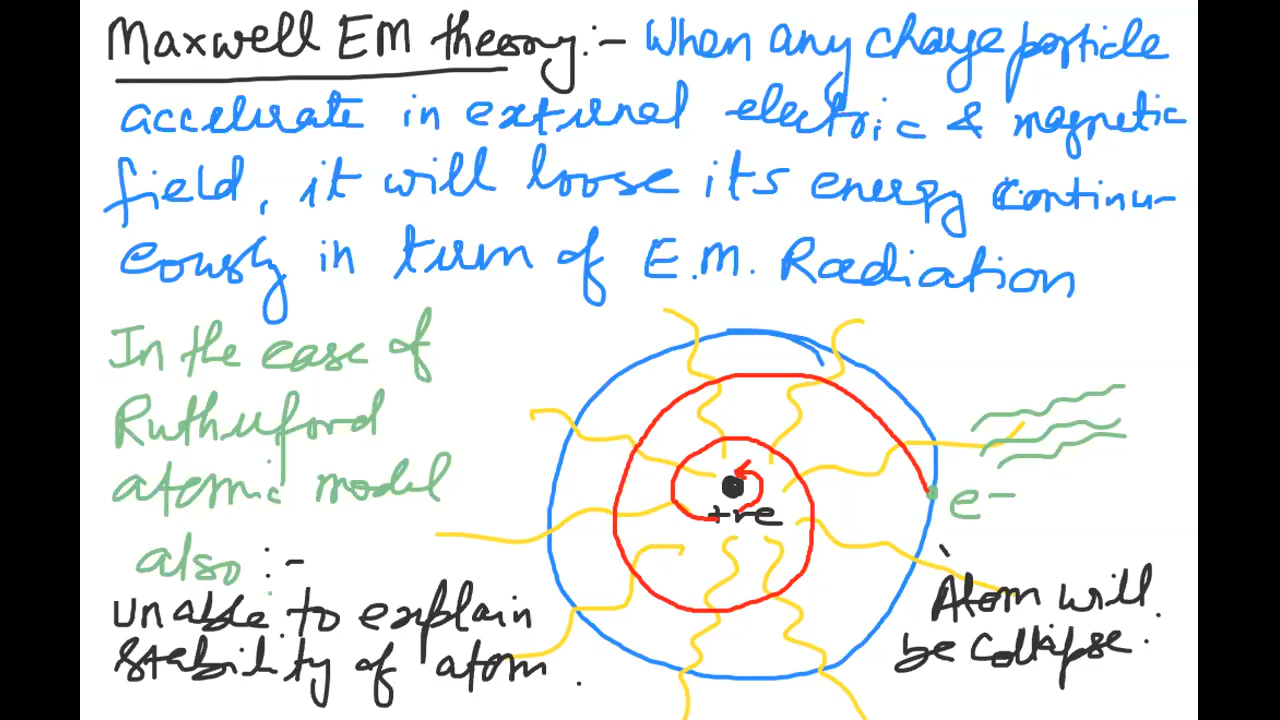 Maxwell EM theory:- When any charge particle
accelerate in external electric & magnetic
field, it will loose its energy continu-
eously in term of E.M. Radiation
In the case of
Rutherford
atomic model
also :-
unable to explain
stability of atom.
+ve
e-
Atom will
be collapse.